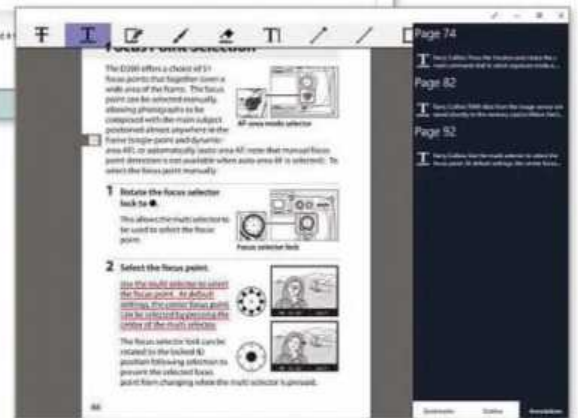 Focus Point Selection
The D200 offers a choice of 51
focus points that together cover a
wide area of the frame. The focus
point can be selected manually,
allowing photographs to be
composed with the main subject
positioned almost anywhere in the
frame (single-point and dynamic-
area AF), or automatically (auto-area AF; note that manual focus
point selection is not available when auto-area AF is selected). To
select the focus point manually:
AF-area mode selector
1 Rotate the focus selector
lock to ●.
This allows the multi selector to
be used to select the focus
point.
Focus selector lock
2 Select the focus point.
Use the multi selector to select
the focus point. At default
settings, the center focus point
can be selected by pressing the
center of the multi selector.
The focus selector lock can be
rotated to the locked (L)
position following selection to
prevent the selected focus
point from changing when the multi selector is pressed.
Page 74
Page 82
Page 92
Bookmarks
Outline
Annotations